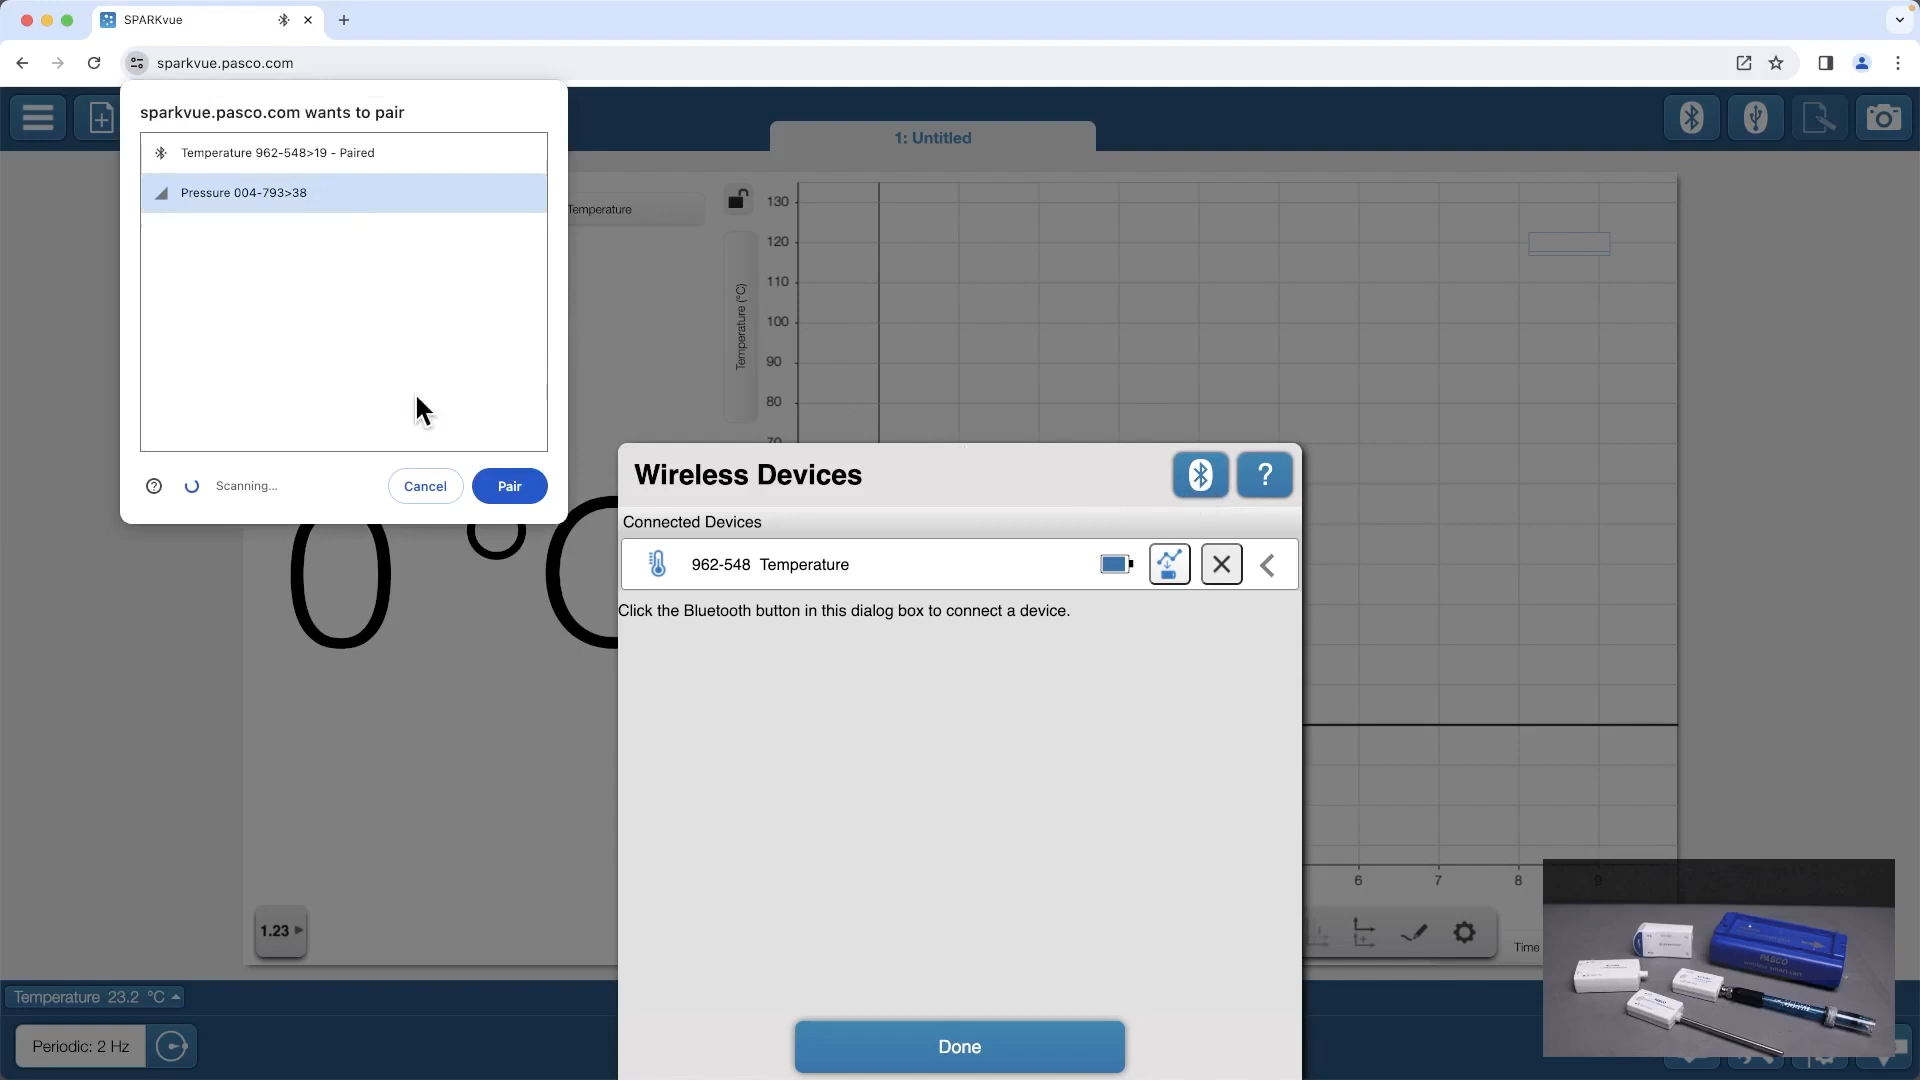 SPARKvue
sparkvue.pasco.com
sparkvue.pasco.com wants to pair
Temperature 962-548>19 - Paired
Pressure 004-793>38
Scanning...
Cancel
Pair
1: Untitled
Temperature
Temperature (°C)
130
120
110
100
90
80
70
0 °C
Wireless Devices
?
Connected Devices
962-548 Temperature
Click the Bluetooth button in this dialog box to connect a device.
Done
6
7
8
9
Time
1.23
Temperature 23.2 °C
Periodic: 2 Hz
PASCO